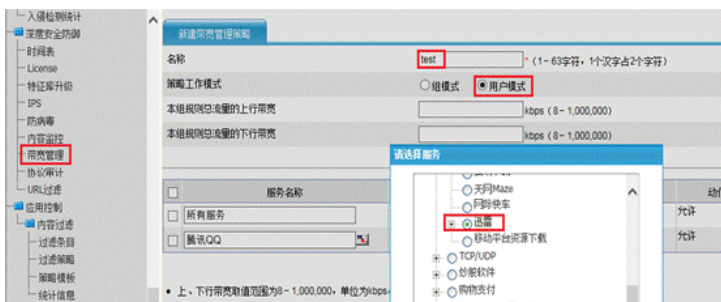 入侵检测统计
深度安全防御
时间表
License
特征库升级
IPS
防病毒
内容监控
带宽管理
协议审计
URL过滤
应用控制
内容过滤
过滤条目
过滤策略
策略模板
统计信息
新建带宽管理策略
名称
test
*（1-63字符，1个汉字占2个字符）
策略工作模式
组模式
用户模式
本组规则总流量的上行带宽
kbps（8-1,000,000）
本组规则总流量的下行带宽
kbps（8-1,000,000）
请选择服务
天网Maze
网际快车
迅雷
移动平台资源下载
TCP/UDP
炒股软件
购物支付
服务名称
所有服务
允许
腾讯QQ
允许
• 上、下行带宽取值范围为8-1,000,000，单位为kbps